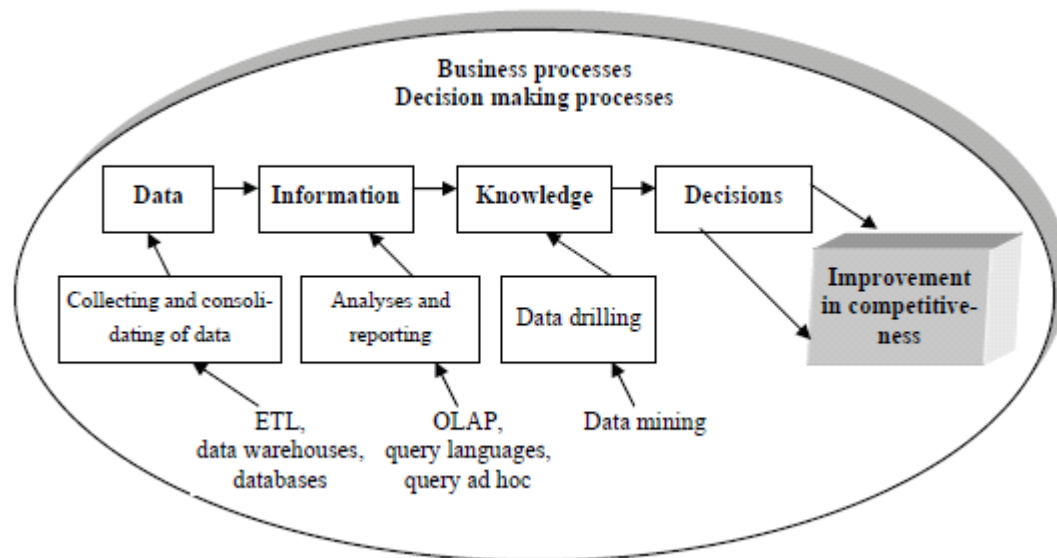 Business processes
Decision making processes
Data
Information
Knowledge
Decisions
Improvement
in competitive-
ness
Collecting and consoli-
dating of data
Analyses and
reporting
Data drilling
ETL,
data warehouses,
databases
OLAP,
query languages,
query ad hoc
Data mining